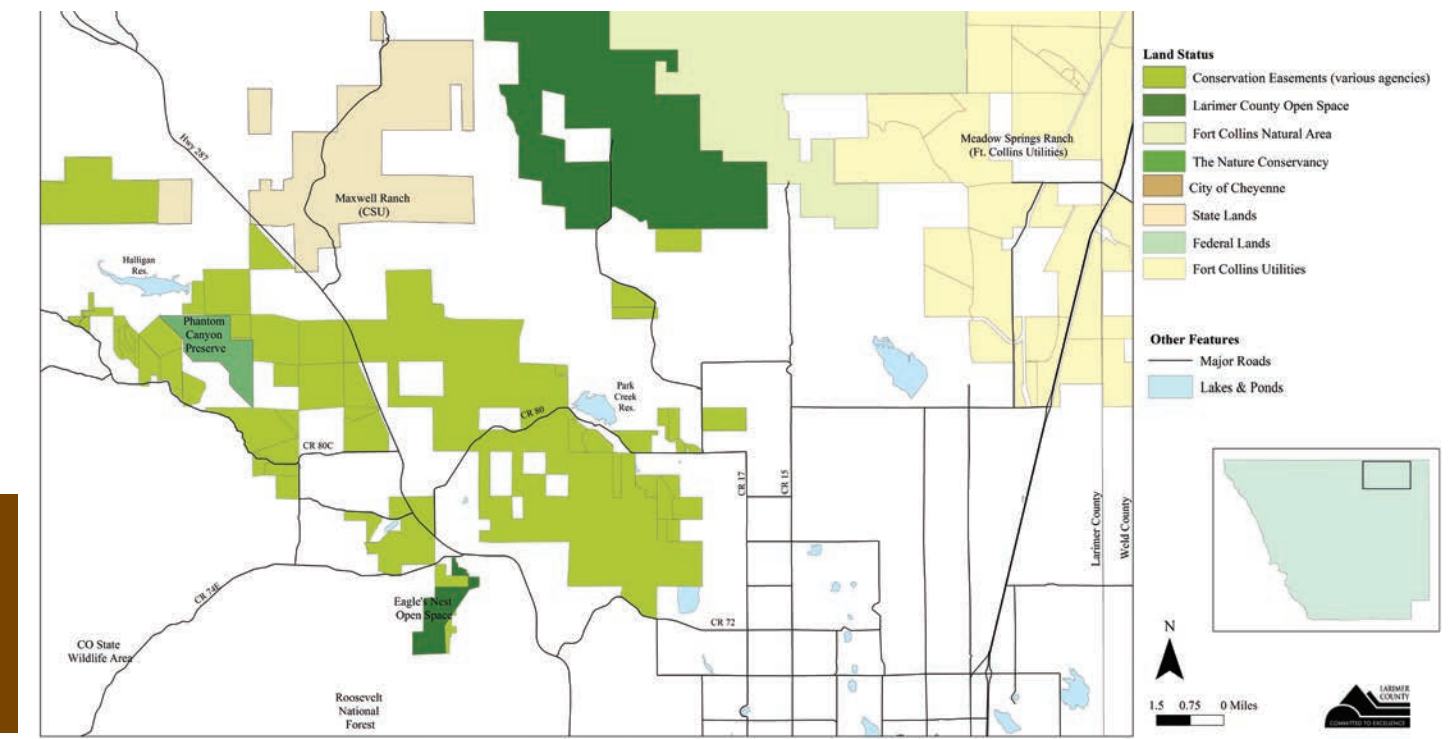 Land Status
Conservation Easements (various agencies)
Larimer County Open Space
Fort Collins Natural Area
The Nature Conservancy
City of Cheyenne
State Lands
Federal Lands
Fort Collins Utilities
Other Features
Major Roads
Lakes & Ponds
Hwy 287
Meadow Springs Ranch
(Ft. Collins Utilities)
Maxwell Ranch
(CSU)
Halligan
Res.
Phantom
Canyon
Preserve
Park
Creek
Res.
CR 80
CR 80C
CR 17
CR 15
Larimer County
Weld County
CR 74E
Eagle's Nest
Open Space
CR 72
CO State
Wildlife Area
Roosevelt
National
Forest
N
1.5 0.75 0 Miles
LARIMER
COUNTY
COMMITTED TO EXCELLENCE